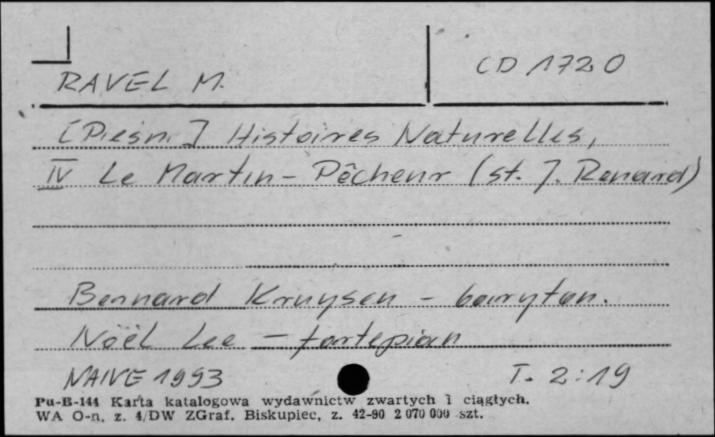 RAVEL M. CD 1720
[Pieśni] Histoires Naturelles,
IV Le Martin-Pêcheur (st. J. Renard)
Bernard Kruysen - baryton.
Nöël Lee - fortepian
NAIVE 1993 T. 2:19
Pu-B-144 Karta katalogowa wydawnictw zwartych i ciągłych.
WA O-n. z. 4/DW ZGraf. Biskupiec, z. 42-90 2 070 000 szt.